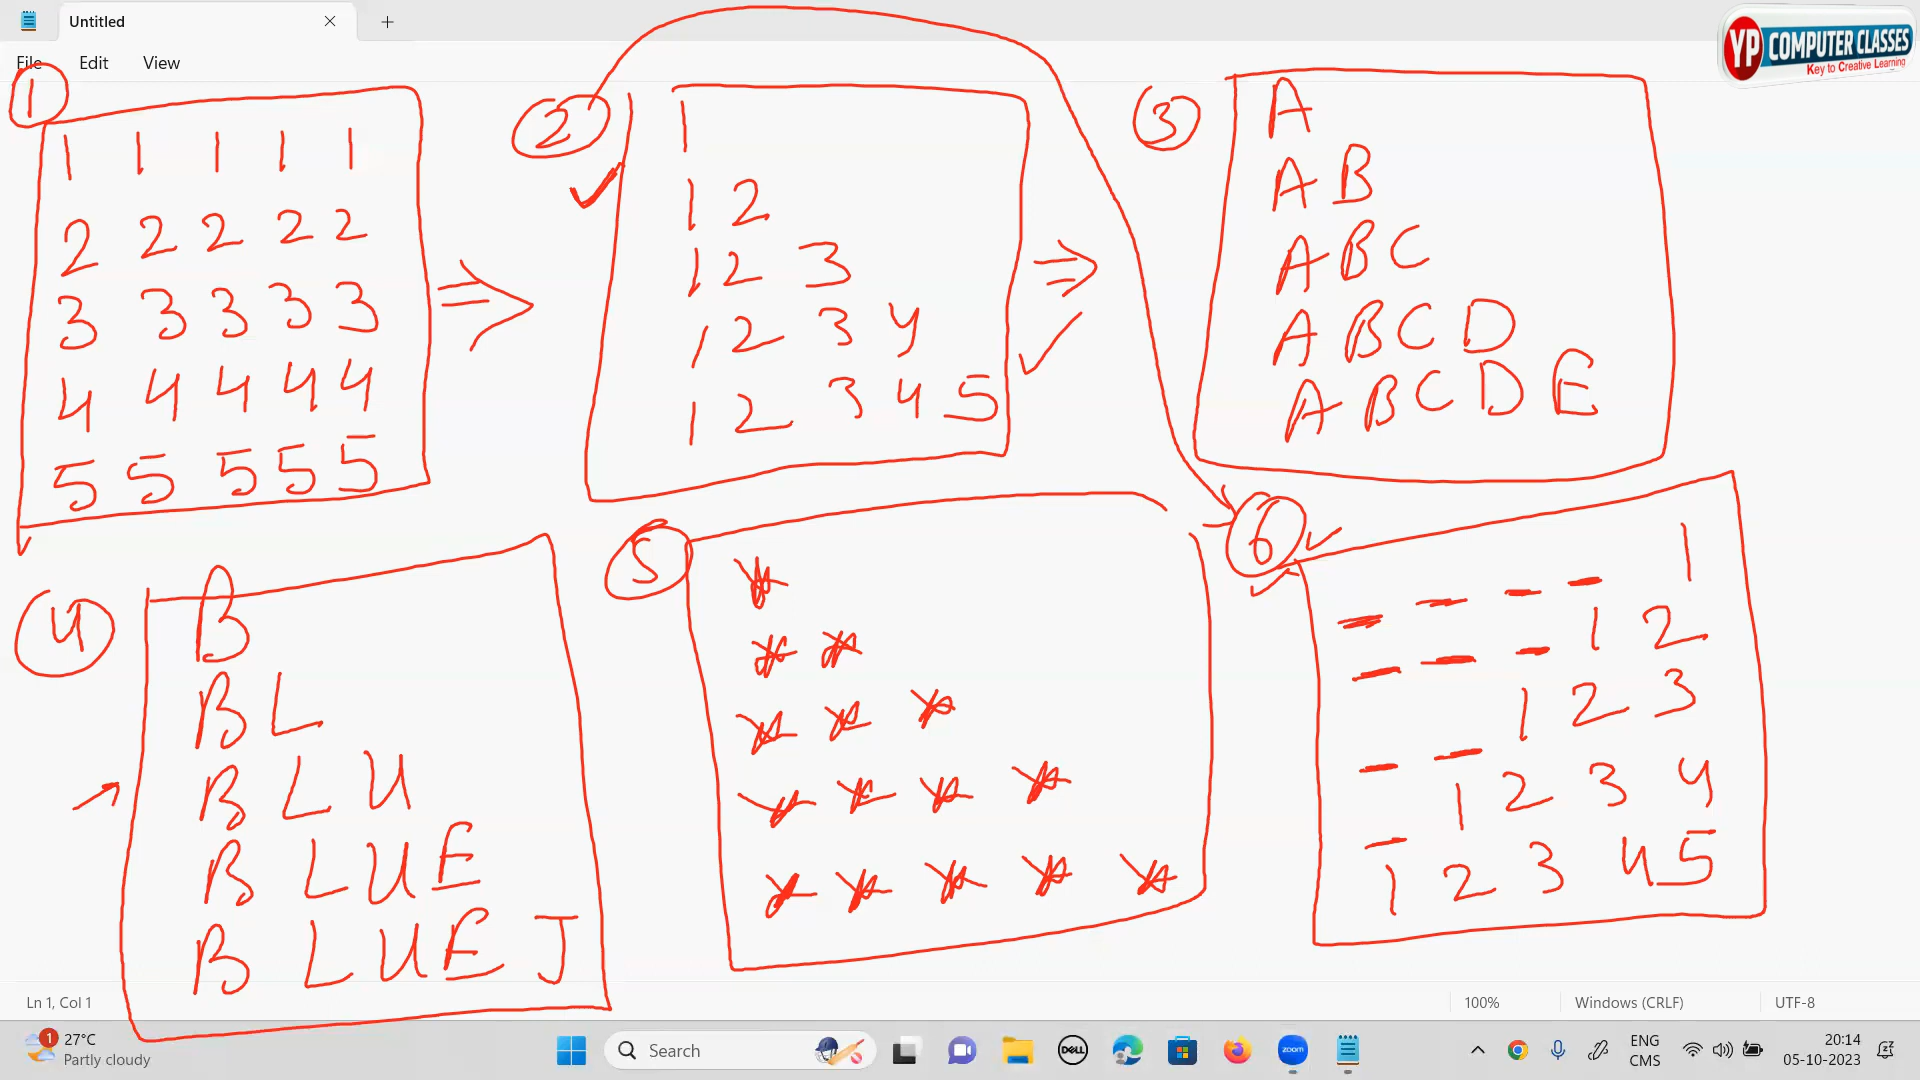 Untitled
YP COMPUTER CLASSES
Key to Creative Learning
File Edit View
1
1 1 1 1 1
2 2 2 2 2
3 3 3 3 3
4 4 4 4 4
5 5 5 5 5
2
1
1 2
1 2 3
1 2 3 4
1 2 3 4 5
3
A
A B
A B C
A B C D
A B C D E
4
B
B L
B L U
B L U E
B L U E J
5
*
* *
* * *
* * * *
* * * * *
6
- - - - 1
- - - 1 2
- - 1 2 3
- 1 2 3 4
1 2 3 4 5
Ln 1, Col 1
100%
Windows (CRLF)
UTF-8
1
27°C
Partly cloudy
Search
DELL
zoom
ENG
CMS
20:14
05-10-2023